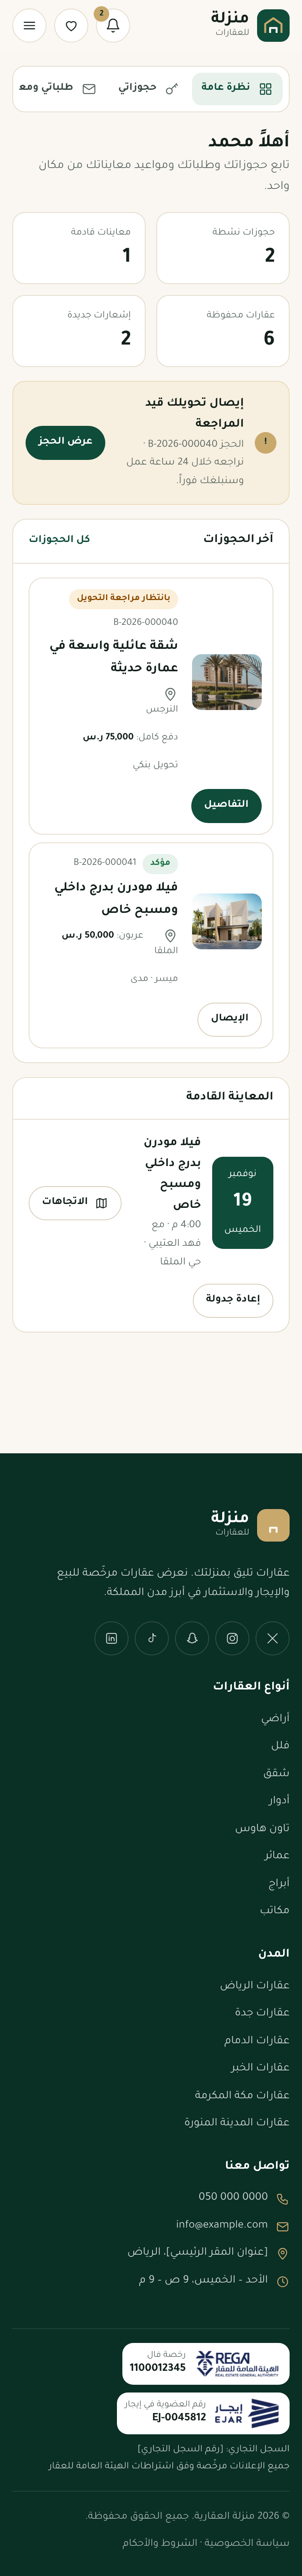 منزلة
للعقارات
2
نظرة عامة
حجوزاتي
طلباتي ومع
أهلاً محمد
تابع حجوزاتك وطلباتك ومواعيد معايناتك من مكان
واحد.
حجوزات نشطة
2
معاينات قادمة
1
عقارات محفوظة
6
إشعارات جديدة
2
!
إيصال تحويلك قيد
المراجعة
الحجز B-2026-000040 ·
نراجعه خلال 24 ساعة عمل
وسنبلغك فوراً.
عرض الحجز
آخر الحجوزات
كل الحجوزات
بانتظار مراجعة التحويل
B-2026-000040
شقة عائلية واسعة في
عمارة حديثة
النرجس
دفع كامل: 75,000 ر.س
تحويل بنكي
التفاصيل
مؤكد
B-2026-000041
فيلا مودرن بدرج داخلي
ومسبح خاص
الملقا
عربون: 50,000 ر.س
ميسر · مدى
الإيصال
المعاينة القادمة
نوفمبر
19
الخميس
فيلا مودرن
بدرج داخلي
ومسبح
خاص
4:00 م · مع
فهد العتيبي ·
حي الملقا
الاتجاهات
إعادة جدولة
منزلة
للعقارات
عقارات تليق بمنزلتك. نعرض عقارات مرخّصة للبيع
والإيجار والاستثمار في أبرز مدن المملكة.
أنواع العقارات
أراضي
فلل
شقق
أدوار
تاون هاوس
عمائر
أبراج
مكاتب
المدن
عقارات الرياض
عقارات جدة
عقارات الدمام
عقارات الخبر
عقارات مكة المكرمة
عقارات المدينة المنورة
تواصل معنا
050 000 0000
info@example.com
[عنوان المقر الرئيسي]، الرياض
الأحد – الخميس، 9 ص – 9 م
REGA
الهيئة العامة للعقار
REAL ESTATE GENERAL AUTHORITY
رخصة فال
1100012345
إيجار
EJAR
رقم العضوية في إيجار
EJ-0045812
السجل التجاري: [رقم السجل التجاري]
جميع الإعلانات مرخّصة وفق اشتراطات الهيئة العامة للعقار
© 2026 منزلة العقارية. جميع الحقوق محفوظة.
سياسة الخصوصية · الشروط والأحكام